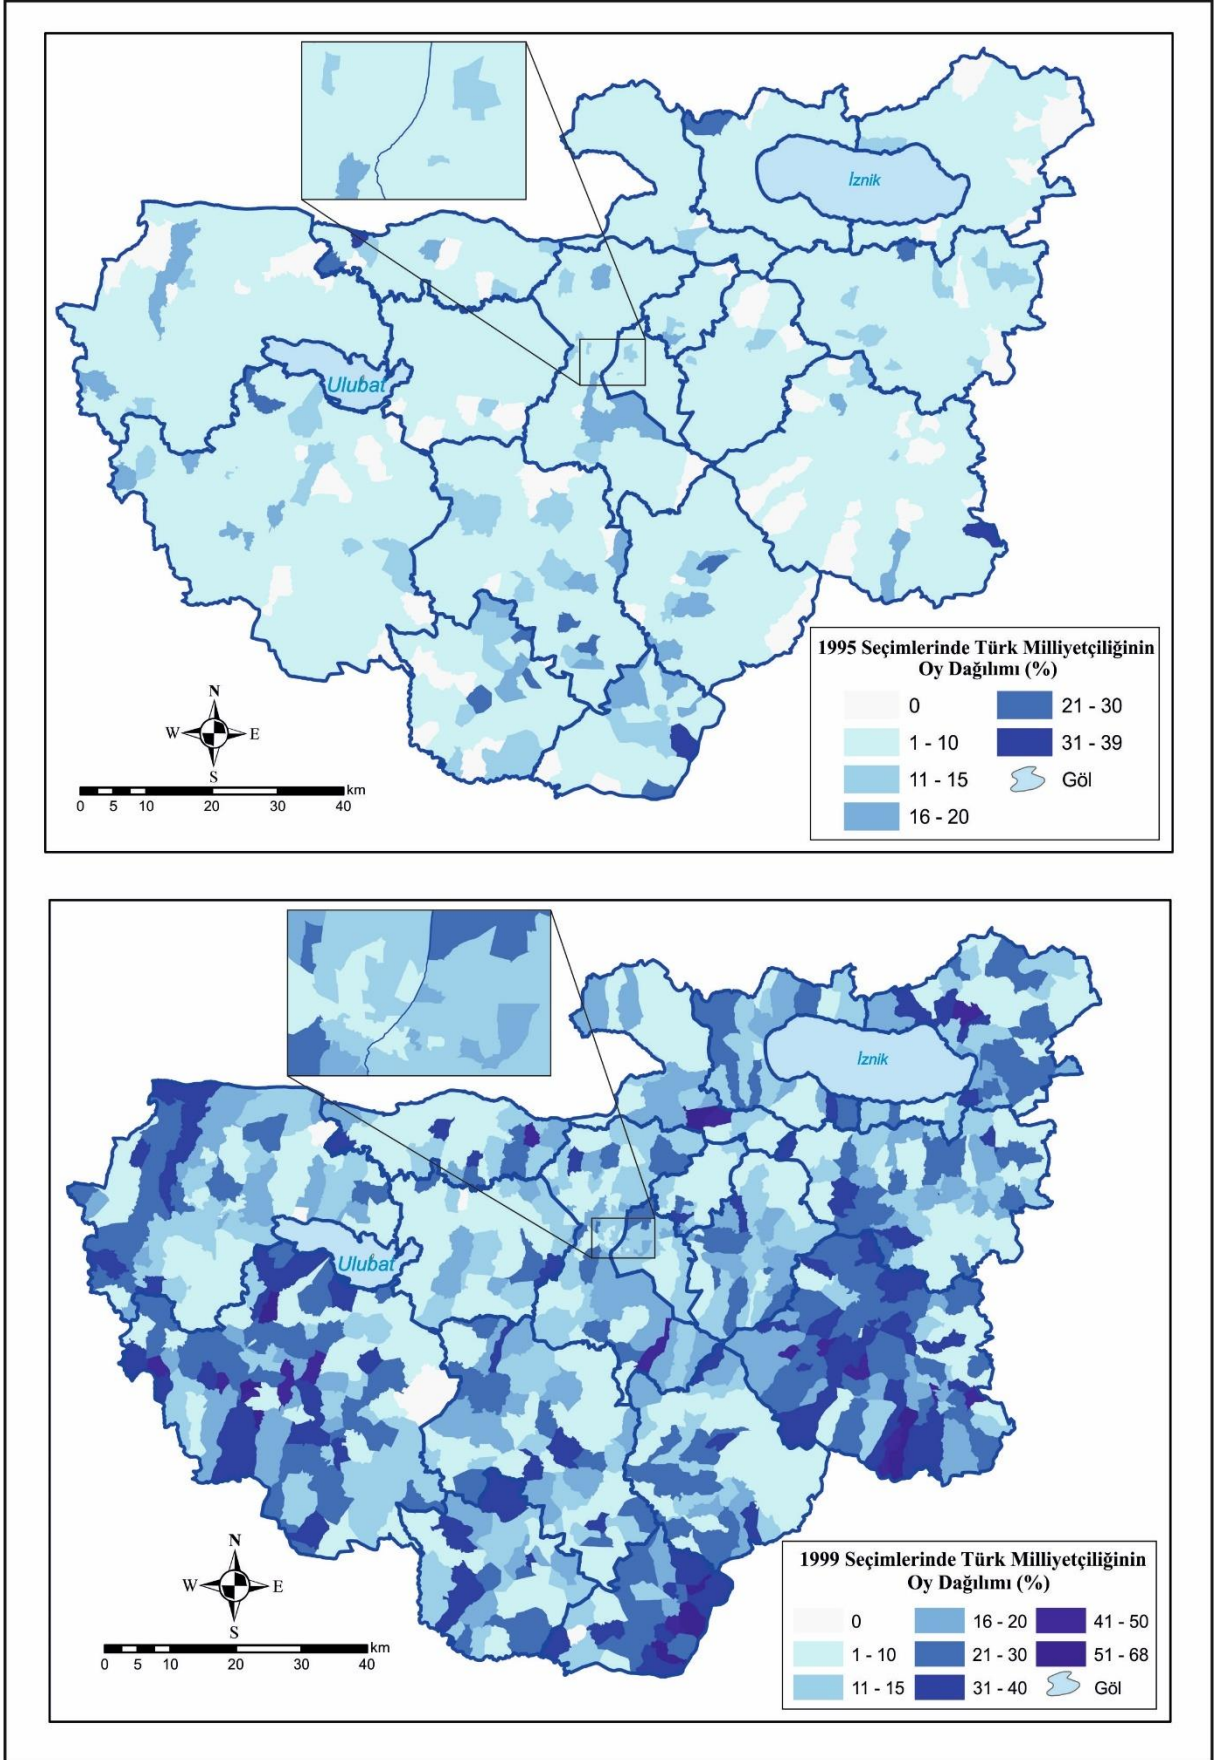 İznik
Ulubat
1995 Seçimlerinde Türk Milliyetçiliğinin
Oy Dağılımı (%)
0
1 - 10
11 - 15
16 - 20
21 - 30
31 - 39
Göl
N
W E
S
km
0 5 10 20 30 40
İznik
Ulubat
1999 Seçimlerinde Türk Milliyetçiliğinin
Oy Dağılımı (%)
0
1 - 10
11 - 15
16 - 20
21 - 30
31 - 40
41 - 50
51 - 68
Göl
N
W E
S
km
0 5 10 20 30 40